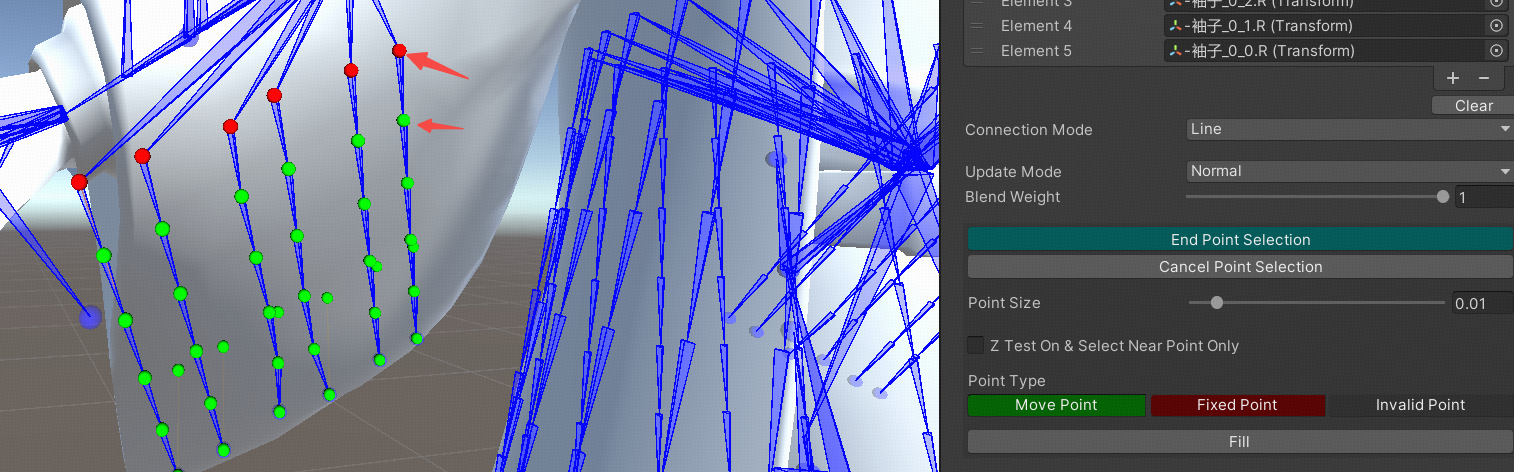 Element 3 -袖子_0_2.R (Transform)
Element 4 -袖子_0_1.R (Transform)
Element 5 -袖子_0_0.R (Transform)
+ −
Clear
Connection Mode Line
Update Mode Normal
Blend Weight 1
End Point Selection
Cancel Point Selection
Point Size 0.01
Z Test On & Select Near Point Only
Point Type
Move Point Fixed Point Invalid Point
Fill